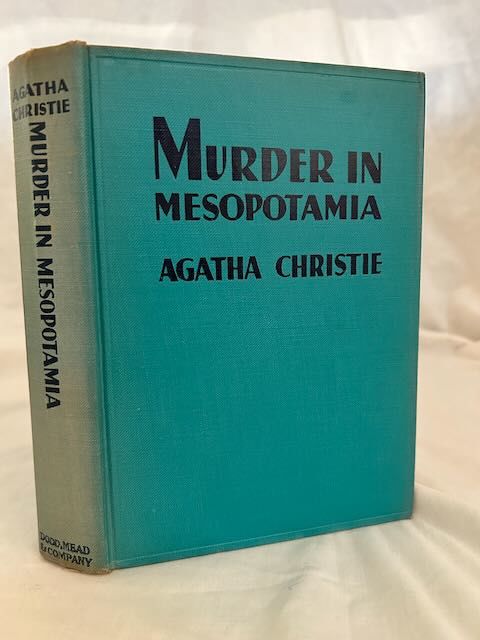 AGATHA
CHRISTIE
MURDER IN MESOPOTAMIA
DODD, MEAD
& COMPANY
MURDER IN
MESOPOTAMIA
AGATHA CHRISTIE